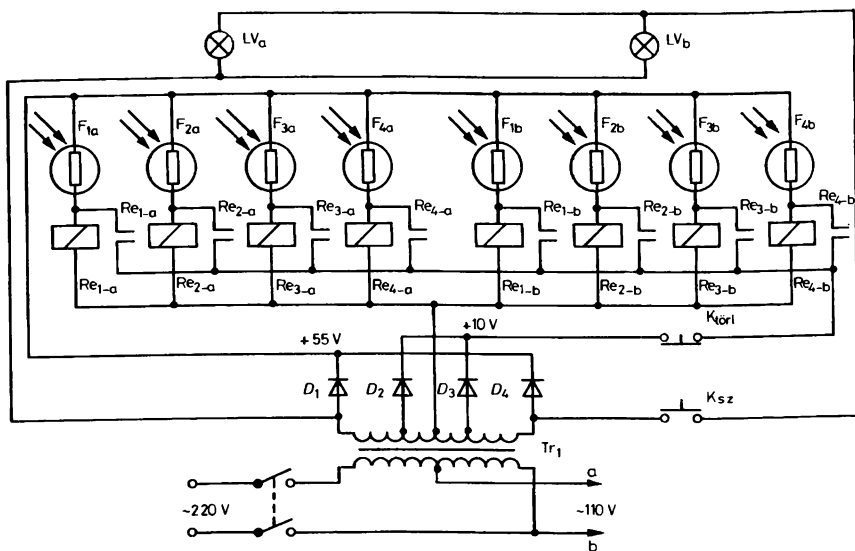 LVa LVb
F1a F2a F3a F4a F1b F2b F3b F4b
Re1-a Re2-a Re3-a Re4-a Re1-b Re2-b Re3-b Re4-b
Re1-a Re2-a Re3-a Re4-a Re1-b Re2-b Re3-b Re4-b
+10 V Ktörl
+55 V
D1 D2 D3 D4 Ksz
Tr1
a
~220 V ~110 V
b